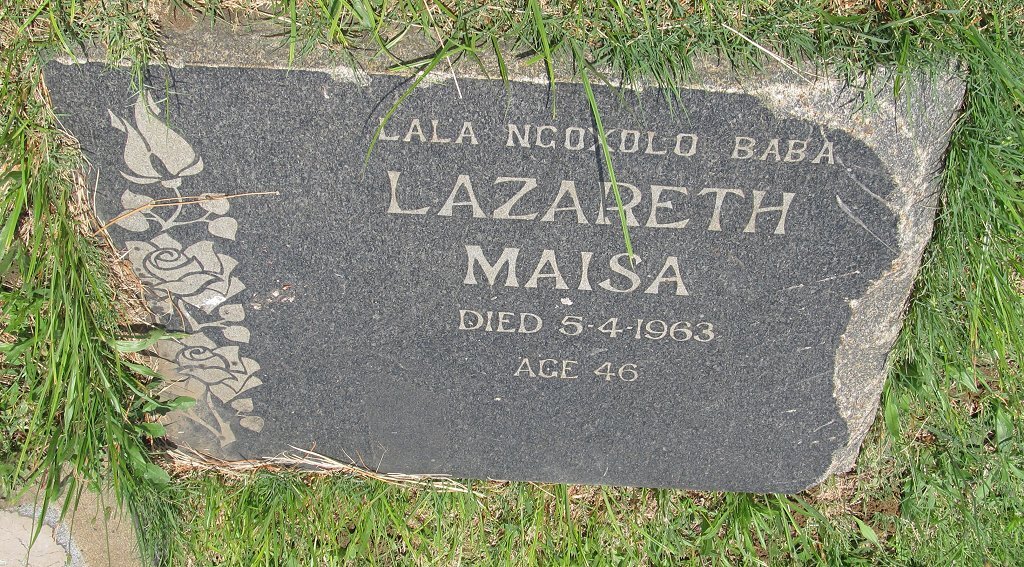 LALA NGOXOLO BABA
LAZARETH
MAISA
DIED 5-4-1963
AGE 46